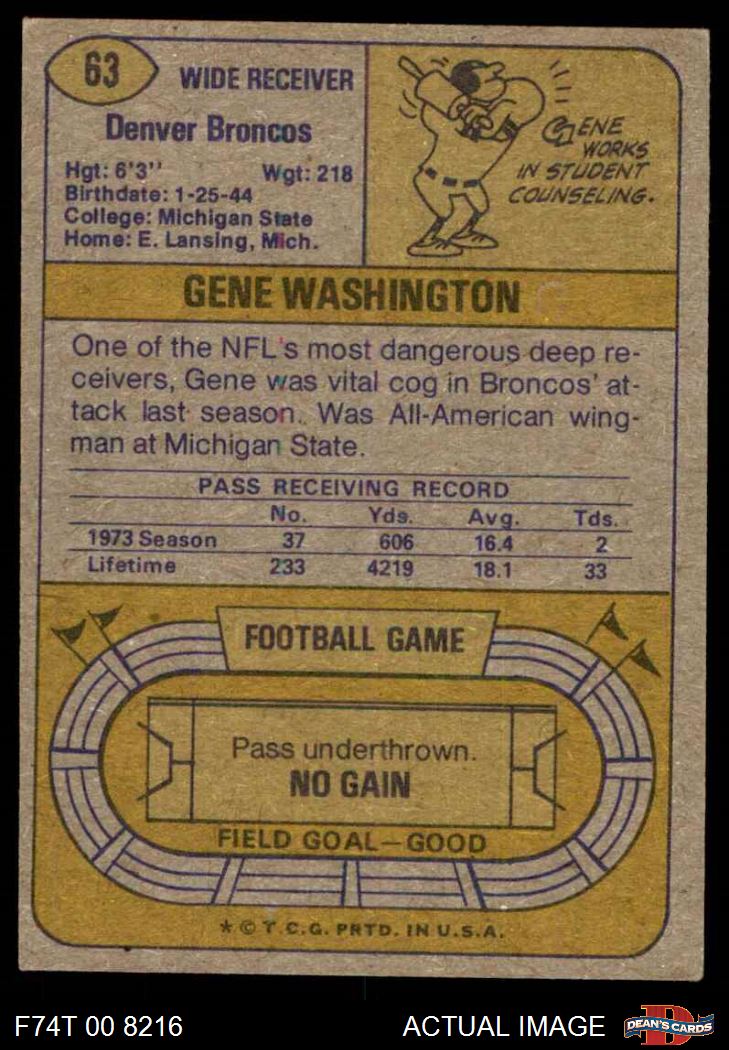 63
WIDE RECEIVER
Denver Broncos
Hgt: 6'3" Wgt: 218
Birthdate: 1-25-44
College: Michigan State
Home: E. Lansing, Mich.
GENE
WORKS
IN STUDENT
COUNSELING.
GENE WASHINGTON
One of the NFL's most dangerous deep re-
ceivers, Gene was vital cog in Broncos' at-
tack last season. Was All-American wing-
man at Michigan State.
PASS RECEIVING RECORD
No. Yds. Avg. Tds.
1973 Season 37 606 16.4 2
Lifetime 233 4219 18.1 33
FOOTBALL GAME
Pass underthrown.
NO GAIN
FIELD GOAL—GOOD
* © T.C.G. PRTD. IN U.S.A.
F74T 00 8216 ACTUAL IMAGE
D
DEAN'S CARDS